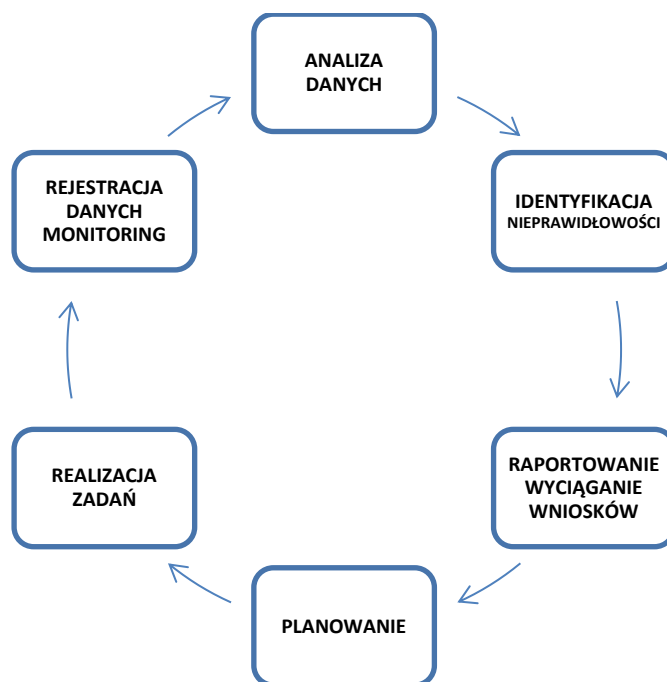 ANALIZA
DANYCH
IDENTYFIKACJA
NIEPRAWIDŁOWOŚCI
RAPORTOWANIE
WYCIĄGANIE
WNIOSKÓW
PLANOWANIE
REALIZACJA
ZADAŃ
REJESTRACJA
DANYCH
MONITORING